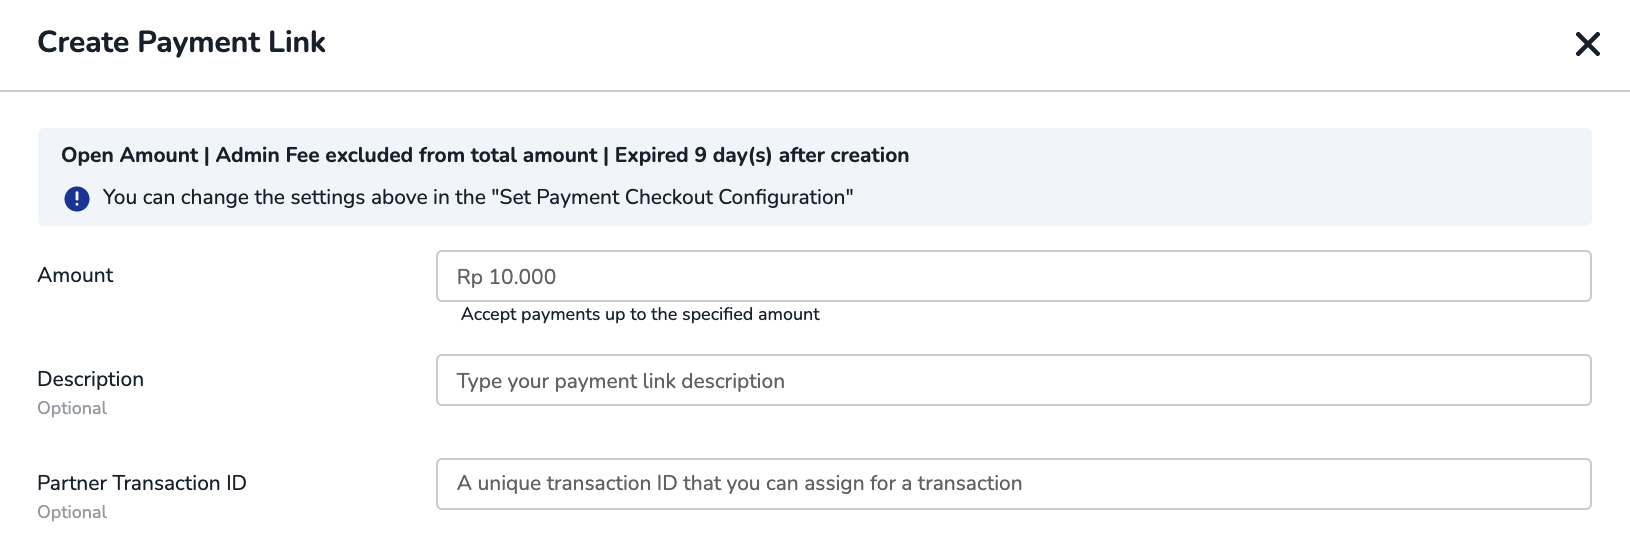 Create Payment Link
Open Amount | Admin Fee excluded from total amount | Expired 9 day(s) after creation
You can change the settings above in the "Set Payment Checkout Configuration"
Amount
Rp 10.000
Accept payments up to the specified amount
Description
Optional
Type your payment link description
Partner Transaction ID
Optional
A unique transaction ID that you can assign for a transaction